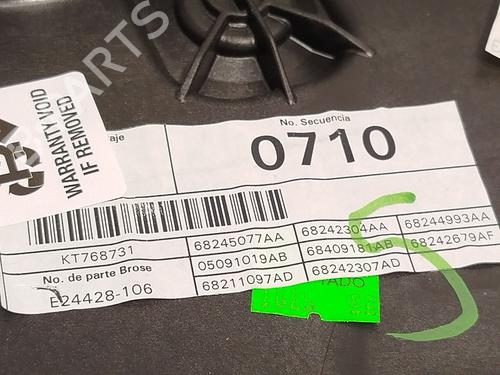 PARTS
WARRANTY VOID
IF REMOVED
aje
No. Secuencia
0710
KT768731
No. de parte Brose
E24428-106
68245077AA
05091019AB
68211097AD
68242304AA
68409181AB
68242307AD
68244993AA
68242679AF
TADO
S